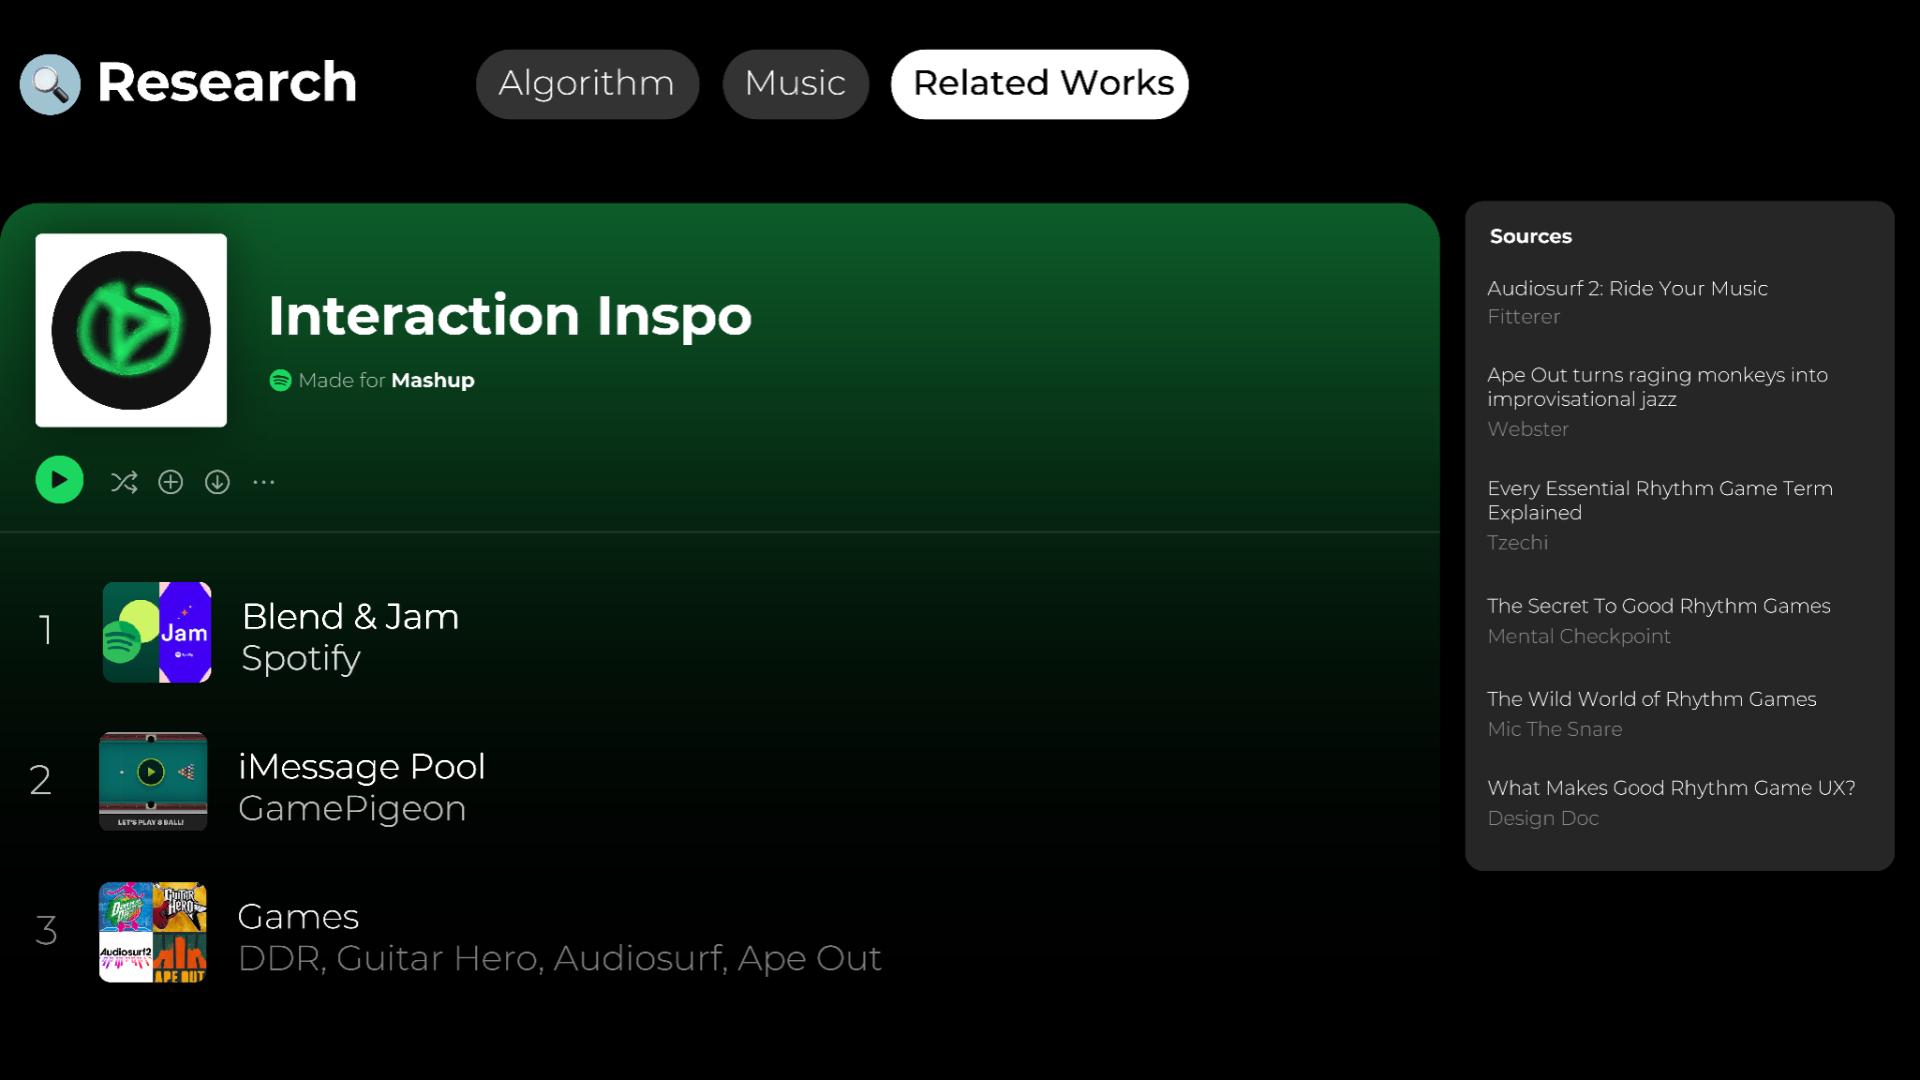 Research
Algorithm
Music
Related Works
Interaction Inspo
Made for Mashup
1
Jam
Blend & Jam
Spotify
2
LET'S PLAY 8 BALL!
iMessage Pool
GamePigeon
3
GUITAR
HERO
Audiosurf2
APE OUT
Games
DDR, Guitar Hero, Audiosurf, Ape Out
Sources
Audiosurf 2: Ride Your Music
Fitterer
Ape Out turns raging monkeys into
improvisational jazz
Webster
Every Essential Rhythm Game Term
Explained
Tzechi
The Secret To Good Rhythm Games
Mental Checkpoint
The Wild World of Rhythm Games
Mic The Snare
What Makes Good Rhythm Game UX?
Design Doc